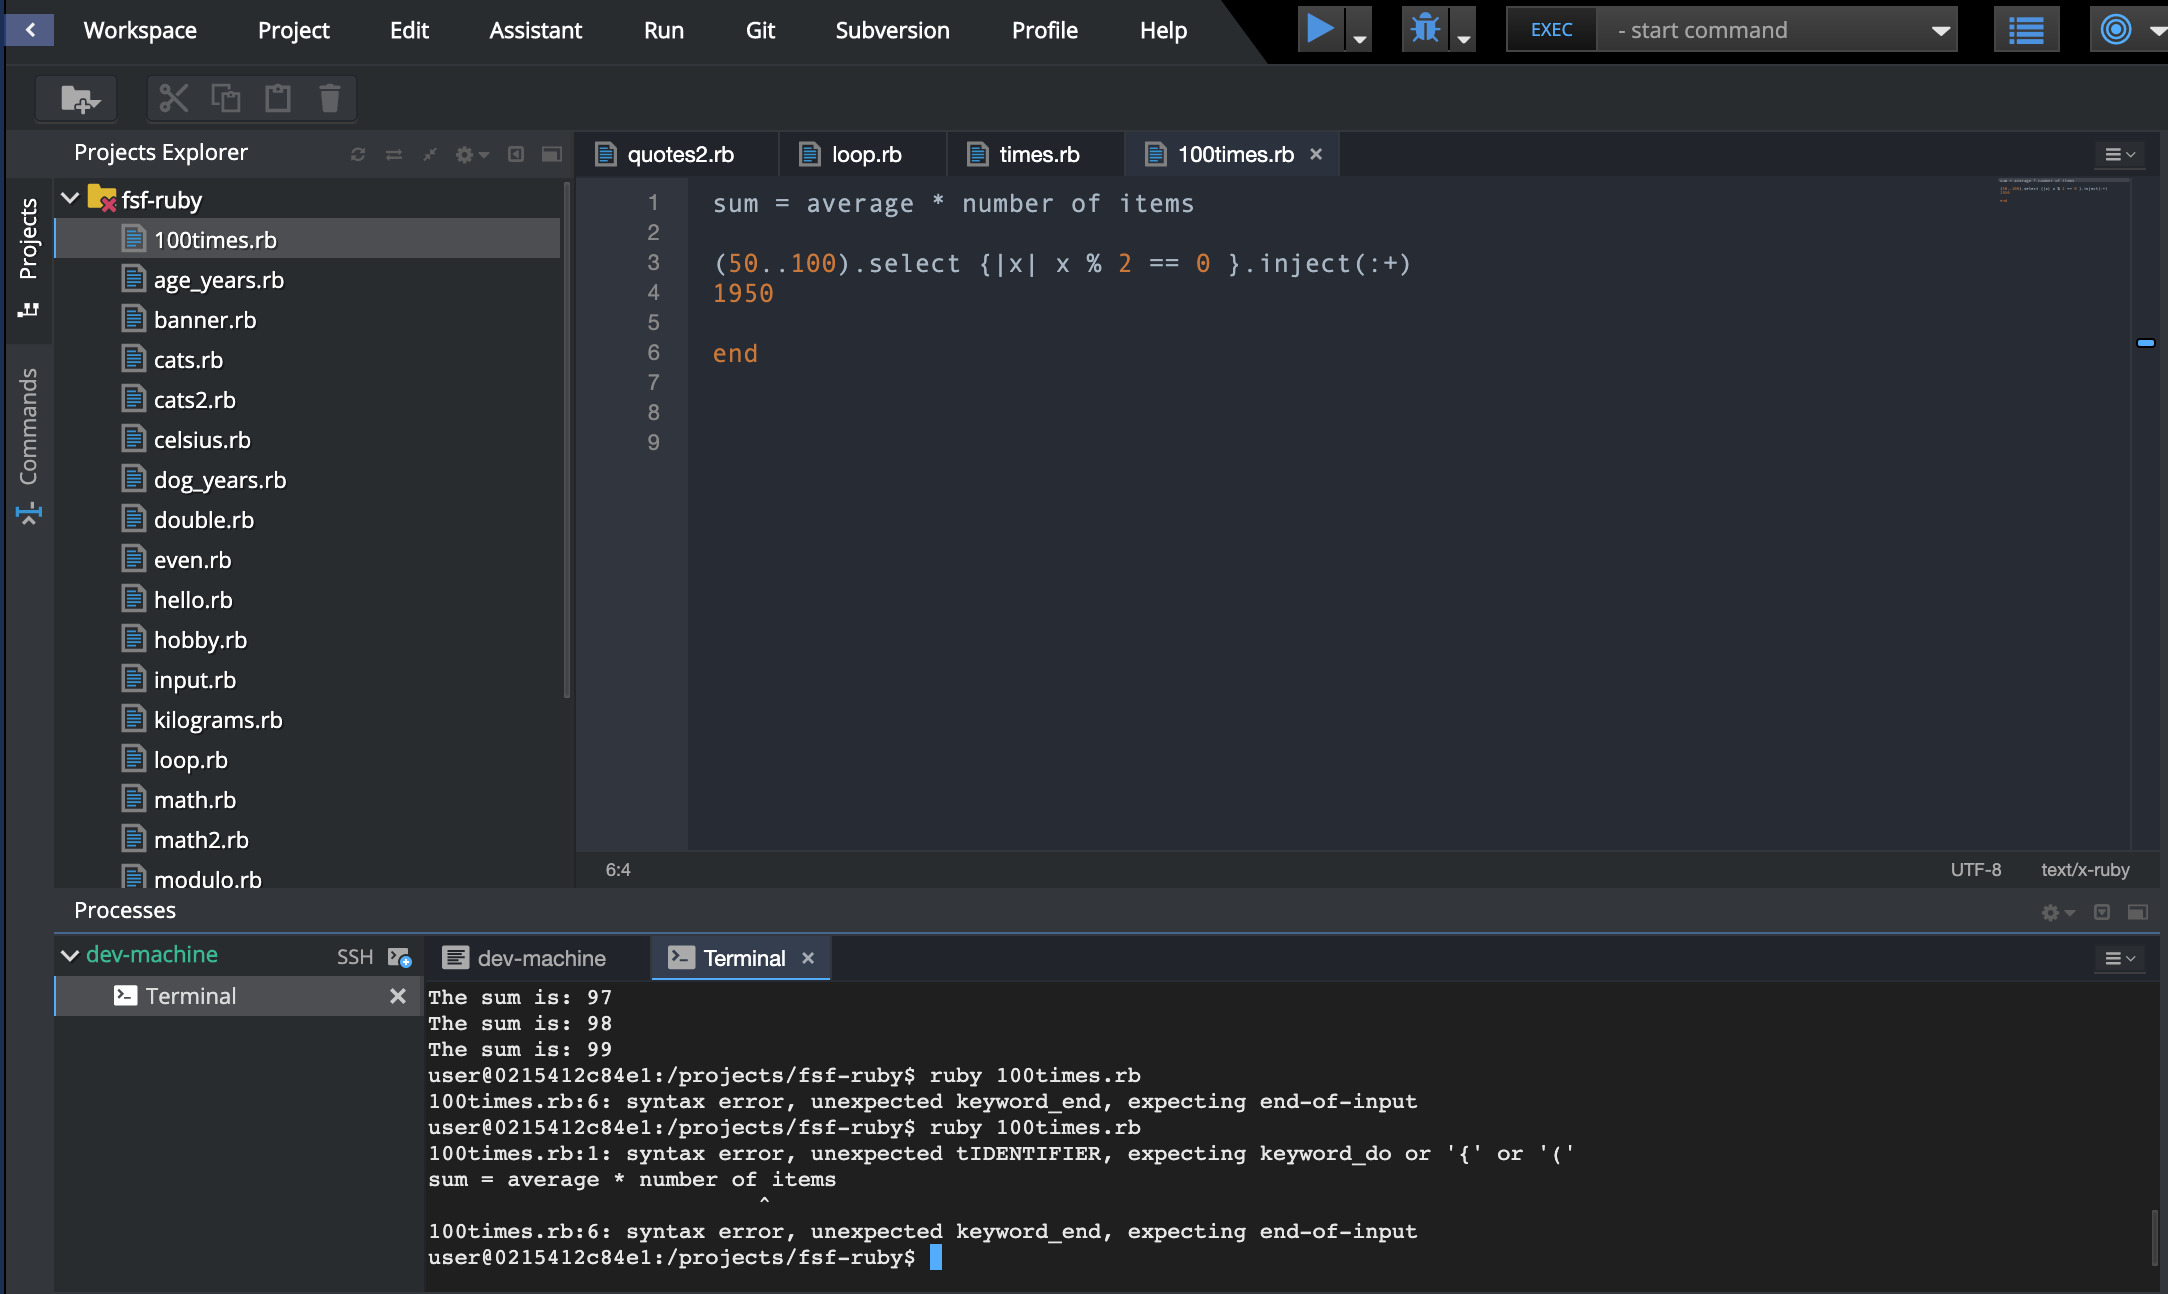 Workspace Project Edit Assistant Run Git Subversion Profile Help EXEC - start command
Projects Explorer
quotes2.rb loop.rb times.rb 100times.rb
Projects
Commands
fsf-ruby
100times.rb
age_years.rb
banner.rb
cats.rb
cats2.rb
celsius.rb
dog_years.rb
double.rb
even.rb
hello.rb
hobby.rb
input.rb
kilograms.rb
loop.rb
math.rb
math2.rb
modulo.rb
1 sum = average * number of items
2
3 (50..100).select {|x| x % 2 == 0 }.inject(:+)
4 1950
5
6 end
7
8
9
6:4 UTF-8 text/x-ruby
Processes
dev-machine SSH
Terminal
dev-machine Terminal
The sum is: 97
The sum is: 98
The sum is: 99
user@0215412c84e1:/projects/fsf-ruby$ ruby 100times.rb
100times.rb:6: syntax error, unexpected keyword_end, expecting end-of-input
user@0215412c84e1:/projects/fsf-ruby$ ruby 100times.rb
100times.rb:1: syntax error, unexpected tIDENTIFIER, expecting keyword_do or '{' or '('
sum = average * number of items
^
100times.rb:6: syntax error, unexpected keyword_end, expecting end-of-input
user@0215412c84e1:/projects/fsf-ruby$